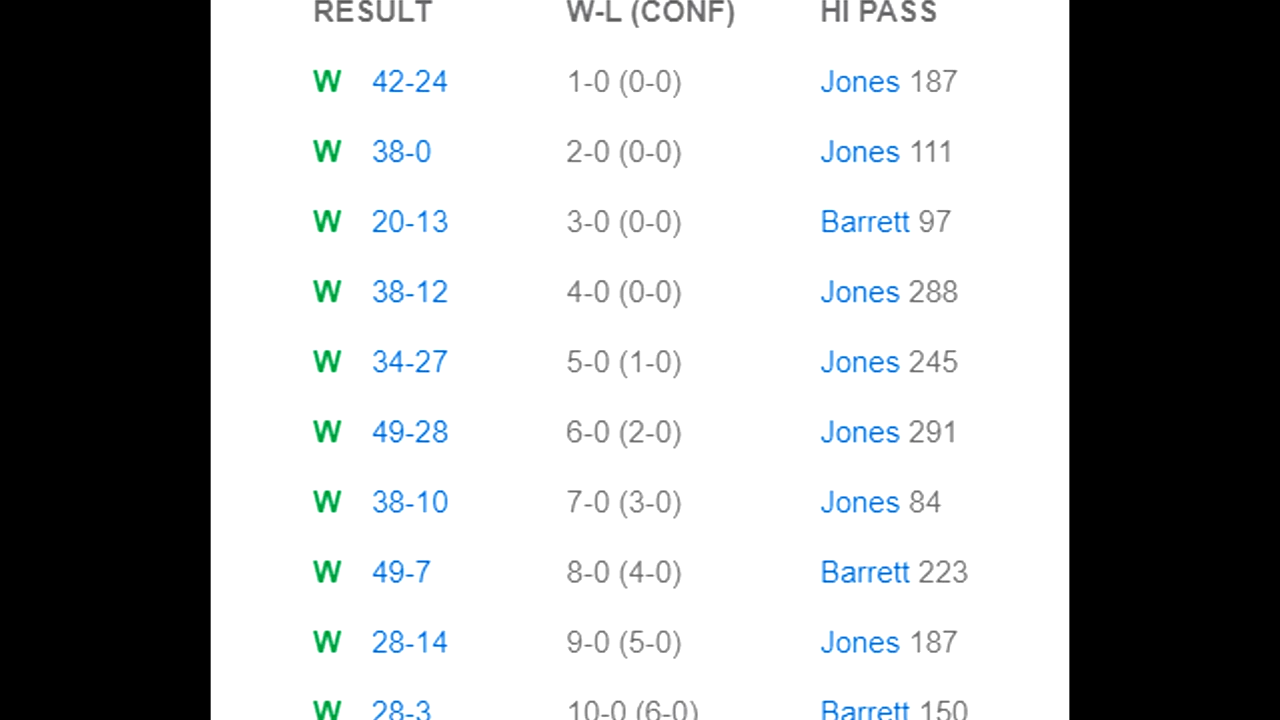 RESULT W-L (CONF) HI PASS
W 42-24 1-0 (0-0) Jones 187
W 38-0 2-0 (0-0) Jones 111
W 20-13 3-0 (0-0) Barrett 97
W 38-12 4-0 (0-0) Jones 288
W 34-27 5-0 (1-0) Jones 245
W 49-28 6-0 (2-0) Jones 291
W 38-10 7-0 (3-0) Jones 84
W 49-7 8-0 (4-0) Barrett 223
W 28-14 9-0 (5-0) Jones 187
W 28-3 10-0 (6-0) Barrett 150